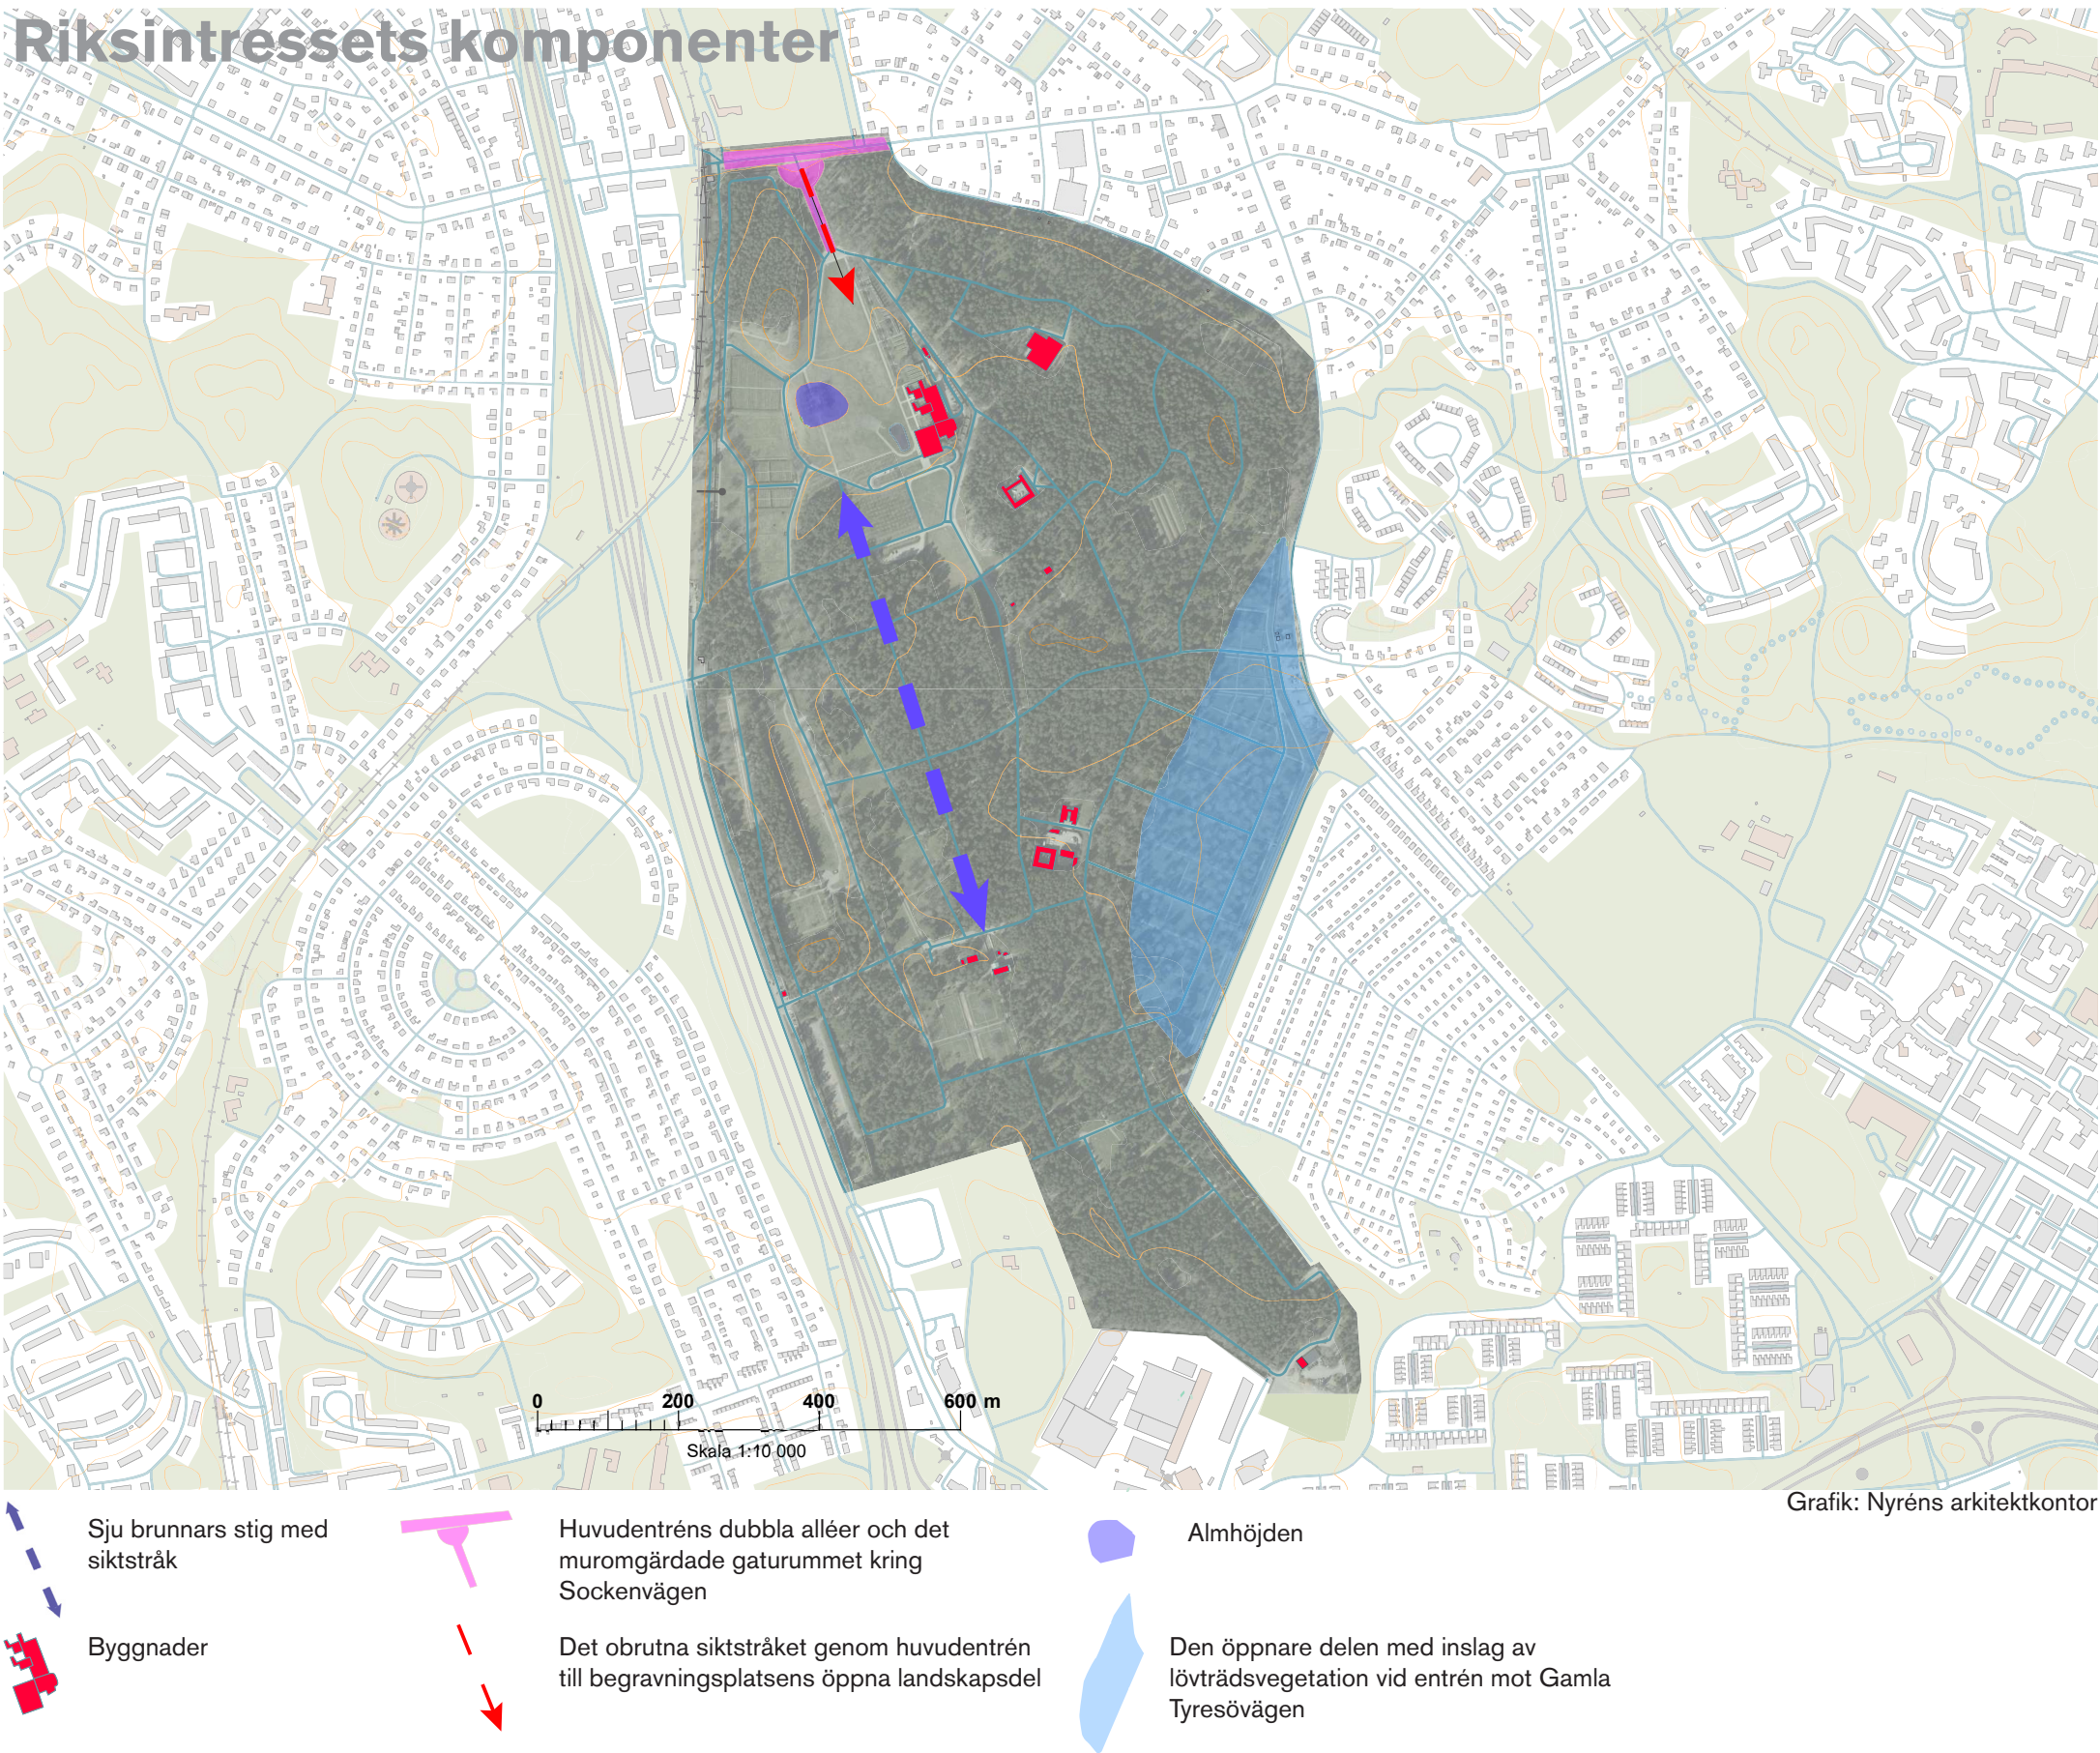 Riksintressets komponenter
0 200 400 600 m
Skala 1:10 000
Grafik: Nyréns arkitektkontor
Sju brunnars stig med
siktstråk
Byggnader
Huvudentréns dubbla alléer och det
muromgärdade gaturummet kring
Sockenvägen
Det obrutna siktstråket genom huvudentrén
till begravningsplatsens öppna landskapsdel
Almhöjden
Den öppnare delen med inslag av
lövträdsvegetation vid entrén mot Gamla
Tyresövägen